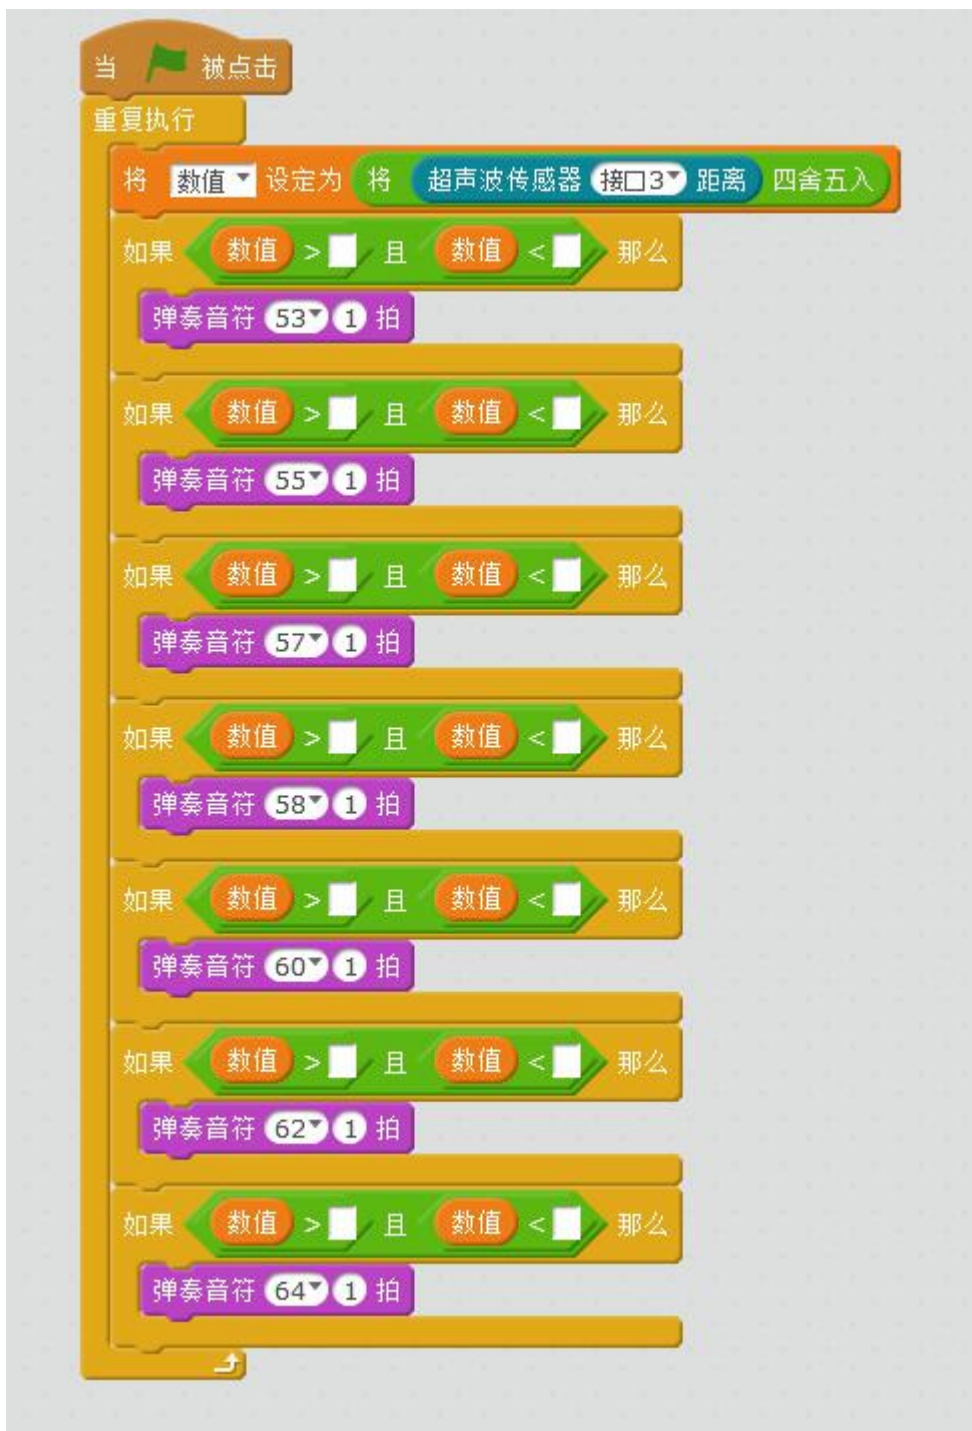 当 被点击
重复执行
将 数值 设定为 将 超声波传感器 接口3 距离 四舍五入
如果 数值 > 且 数值 < 那么
弹奏音符 53 1 拍
如果 数值 > 且 数值 < 那么
弹奏音符 55 1 拍
如果 数值 > 且 数值 < 那么
弹奏音符 57 1 拍
如果 数值 > 且 数值 < 那么
弹奏音符 58 1 拍
如果 数值 > 且 数值 < 那么
弹奏音符 60 1 拍
如果 数值 > 且 数值 < 那么
弹奏音符 62 1 拍
如果 数值 > 且 数值 < 那么
弹奏音符 64 1 拍